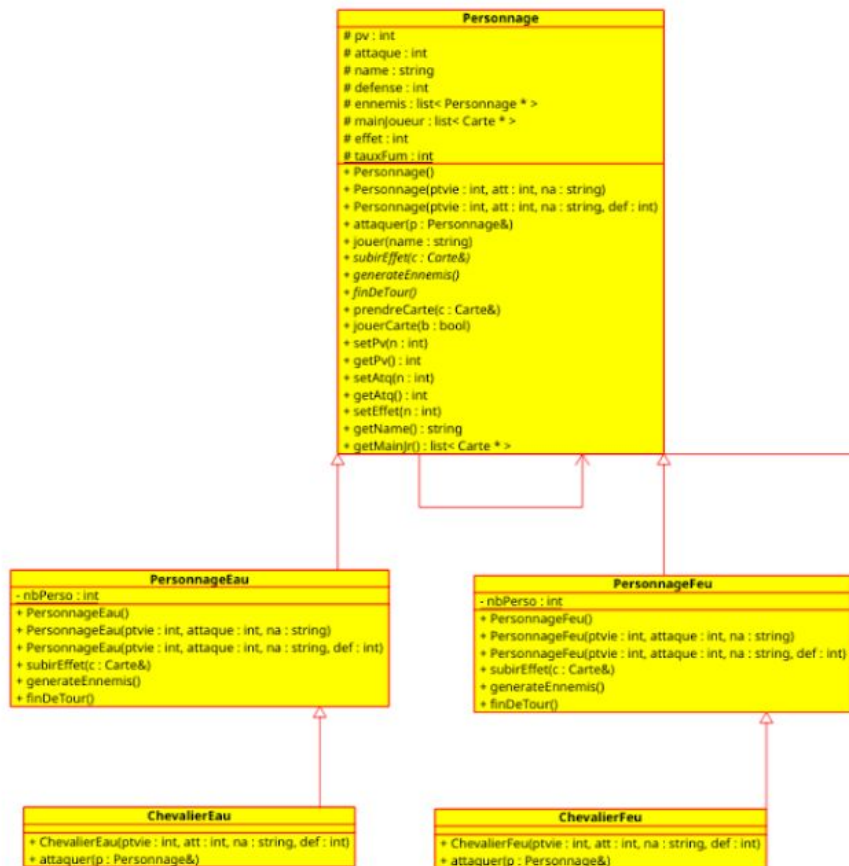 Personnage
# pv : int
# attaque : int
# name : string
# defense : int
# ennemis : list< Personnage * >
# mainJoueur : list< Carte * >
# effet : int
# tauxFum : int
+ Personnage()
+ Personnage(ptvie : int, att : int, na : string)
+ Personnage(ptvie : int, att : int, na : string, def : int)
+ attaquer(p : Personnage&)
+ jouer(name : string)
+ subirEffet(c : Carte&)
+ generateEnnemis()
+ finDeTour()
+ prendreCarte(c : Carte&)
+ jouerCarte(b : bool)
+ setPv(n : int)
+ getPv() : int
+ setAtq(n : int)
+ getAtq() : int
+ setEffet(n : int)
+ getName() : string
+ getMainJr() : list< Carte * >
PersonnageEau
- nbPerso : int
+ PersonnageEau()
+ PersonnageEau(ptvie : int, attaque : int, na : string)
+ PersonnageEau(ptvie : int, attaque : int, na : string, def : int)
+ subirEffet(c : Carte&)
+ generateEnnemis()
+ finDeTour()
PersonnageFeu
- nbPerso : int
+ PersonnageFeu()
+ PersonnageFeu(ptvie : int, attaque : int, na : string)
+ PersonnageFeu(ptvie : int, attaque : int, na : string, def : int)
+ subirEffet(c : Carte&)
+ generateEnnemis()
+ finDeTour()
ChevalierEau
+ ChevalierEau(ptvie : int, att : int, na : string, def : int)
+ attaquer(p : Personnage&)
ChevalierFeu
+ ChevalierFeu(ptvie : int, att : int, na : string, def : int)
+ attaquer(p : Personnage&)